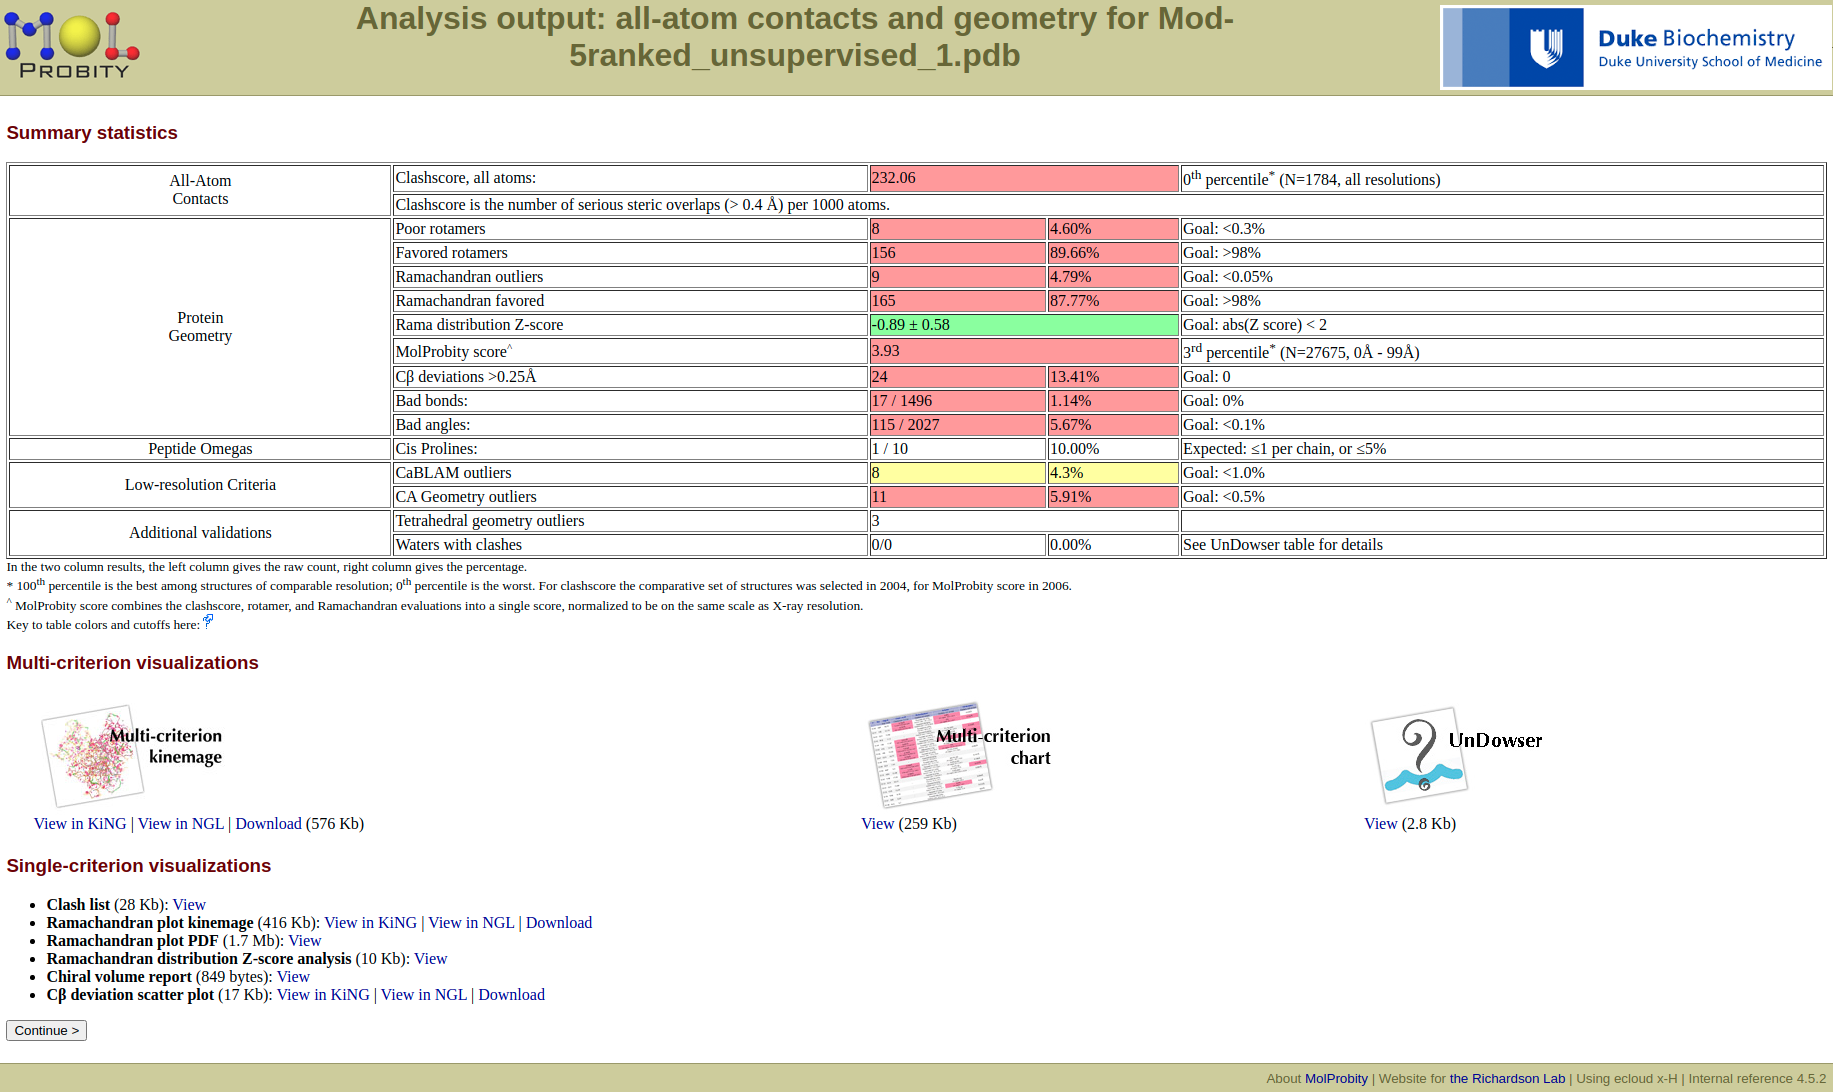 MOL
PROBITY
Analysis output: all-atom contacts and geometry for Mod-
5ranked_unsupervised_1.pdb
Duke Biochemistry
Duke University School of Medicine
Summary statistics
All-Atom
Contacts
Clashscore, all atoms:
232.06
0th percentile* (N=1784, all resolutions)
Clashscore is the number of serious steric overlaps (> 0.4 Å) per 1000 atoms.
Protein
Geometry
Poor rotamers 8 4.60% Goal: <0.3%
Favored rotamers 156 89.66% Goal: >98%
Ramachandran outliers 9 4.79% Goal: <0.05%
Ramachandran favored 165 87.77% Goal: >98%
Rama distribution Z-score -0.89 ± 0.58 Goal: abs(Z score) < 2
MolProbity score^ 3.93 3rd percentile* (N=27675, 0Å - 99Å)
Cβ deviations >0.25Å 24 13.41% Goal: 0
Bad bonds: 17 / 1496 1.14% Goal: 0%
Bad angles: 115 / 2027 5.67% Goal: <0.1%
Peptide Omegas Cis Prolines: 1 / 10 10.00% Expected: ≤1 per chain, or ≤5%
Low-resolution Criteria
CaBLAM outliers 8 4.3% Goal: <1.0%
CA Geometry outliers 11 5.91% Goal: <0.5%
Additional validations
Tetrahedral geometry outliers 3
Waters with clashes 0/0 0.00% See UnDowser table for details
In the two column results, the left column gives the raw count, right column gives the percentage.
* 100th percentile is the best among structures of comparable resolution; 0th percentile is the worst. For clashscore the comparative set of structures was selected in 2004, for MolProbity score in 2006.
^ MolProbity score combines the clashscore, rotamer, and Ramachandran evaluations into a single score, normalized to be on the same scale as X-ray resolution.
Key to table colors and cutoffs here: ?
Multi-criterion visualizations
Multi-criterion
kinemage
View in KiNG | View in NGL | Download (576 Kb)
Multi-criterion
chart
View (259 Kb)
UnDowser
View (2.8 Kb)
Single-criterion visualizations
• Clash list (28 Kb): View
• Ramachandran plot kinemage (416 Kb): View in KiNG | View in NGL | Download
• Ramachandran plot PDF (1.7 Mb): View
• Ramachandran distribution Z-score analysis (10 Kb): View
• Chiral volume report (849 bytes): View
• Cβ deviation scatter plot (17 Kb): View in KiNG | View in NGL | Download
Continue >
About MolProbity | Website for the Richardson Lab | Using ecloud x-H | Internal reference 4.5.2